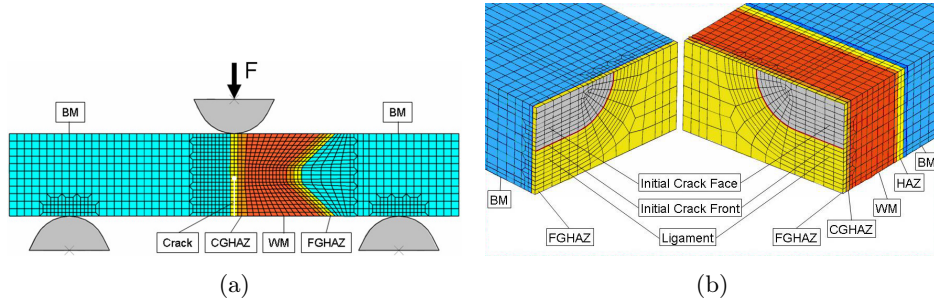 F
BM
BM
Crack
CGHAZ
WM
FGHAZ
(a)
Initial Crack Face
BM
BM
HAZ
Initial Crack Front
WM
FGHAZ
Ligament
FGHAZ
CGHAZ
(b)